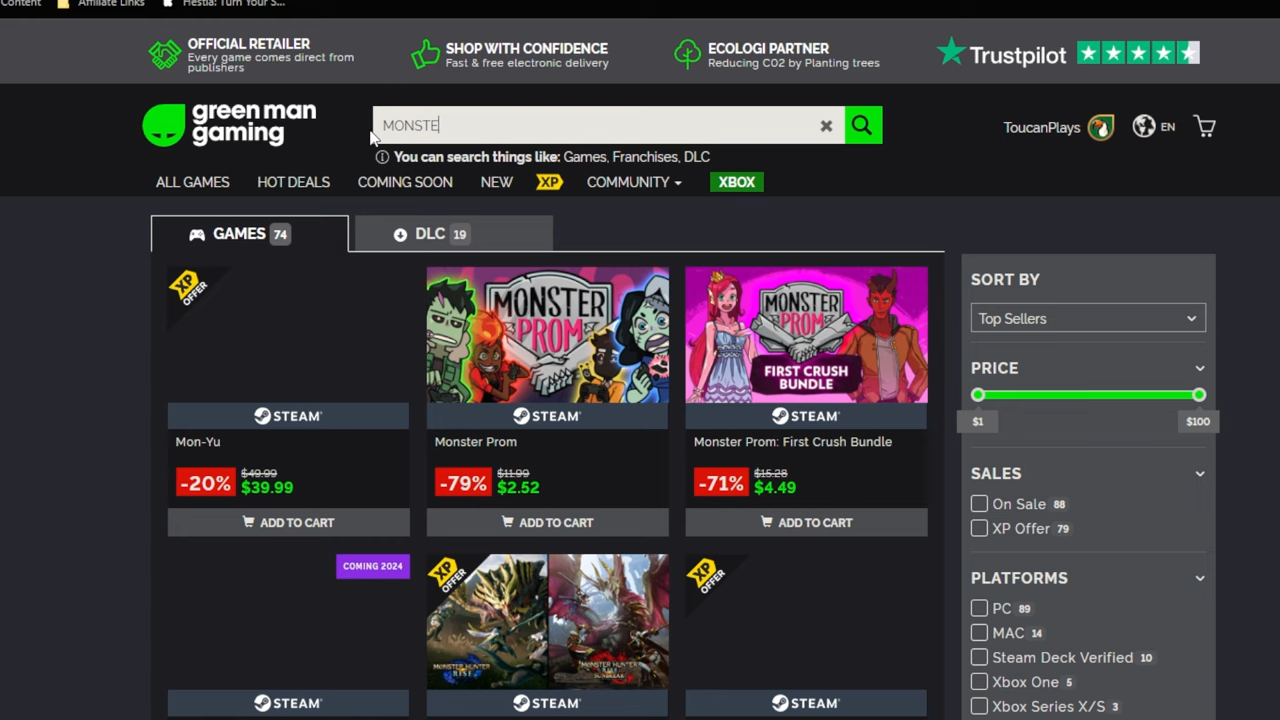 Content Affiliate Links Hestia: Turn Your S...
OFFICIAL RETAILER
Every game comes direct from
publishers
SHOP WITH CONFIDENCE
Fast & free electronic delivery
ECOLOGI PARTNER
Reducing CO2 by Planting trees
Trustpilot
green man
gaming
MONSTE
ToucanPlays EN
You can search things like: Games, Franchises, DLC
ALL GAMES HOT DEALS COMING SOON NEW XP COMMUNITY XBOX
GAMES 74 DLC 19
XP
OFFER
MONSTER
PROM
MONSTER
PROM
FIRST CRUSH
BUNDLE
STEAM STEAM STEAM
Mon-Yu
-20% $49.99
$39.99
ADD TO CART
Monster Prom
-79% $11.99
$2.52
ADD TO CART
Monster Prom: First Crush Bundle
-71% $15.28
$4.49
ADD TO CART
COMING 2024
XP
OFFER
MONSTER HUNTER
RISE
MONSTER HUNTER RISE
SUNBREAK
XP
OFFER
STEAM STEAM STEAM
SORT BY
Top Sellers
PRICE
$1 $100
SALES
On Sale 88
XP Offer 79
PLATFORMS
PC 89
MAC 14
Steam Deck Verified 10
Xbox One 5
Xbox Series X/S 3